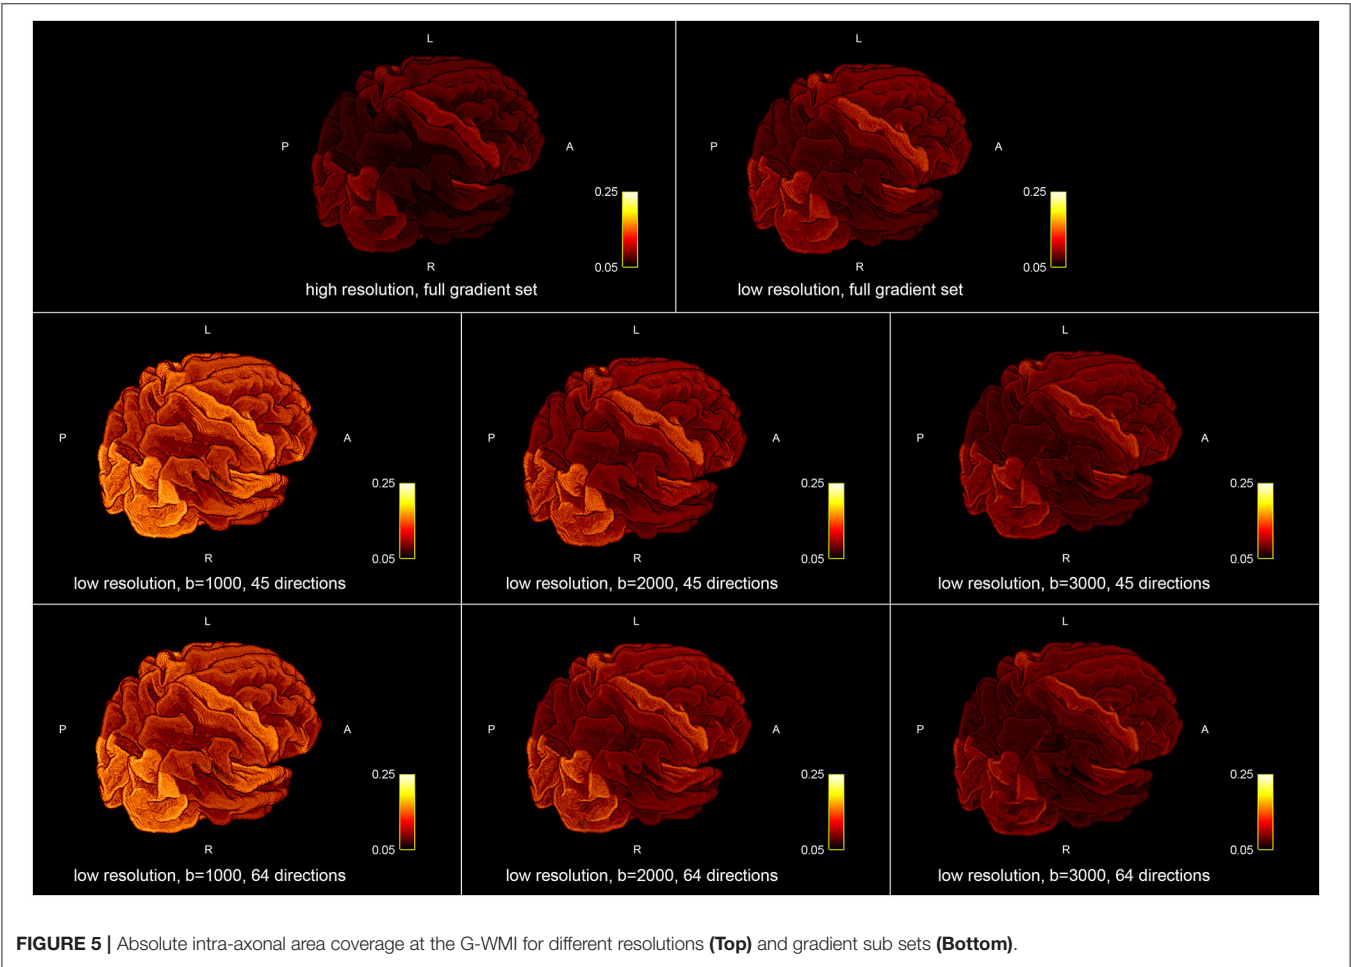 L
L
P
A
P
A
0.25
0.25
0.05
0.05
R
R
high resolution, full gradient set
low resolution, full gradient set
L
L
L
P
A
P
A
P
A
0.25
0.25
0.25
0.05
0.05
0.05
R
R
R
low resolution, b=1000, 45 directions
low resolution, b=2000, 45 directions
low resolution, b=3000, 45 directions
L
L
L
P
A
P
A
P
A
0.25
0.25
0.25
0.05
0.05
0.05
R
R
R
low resolution, b=1000, 64 directions
low resolution, b=2000, 64 directions
low resolution, b=3000, 64 directions
FIGURE 5 | Absolute intra-axonal area coverage at the G-WMI for different resolutions (Top) and gradient sub sets (Bottom).